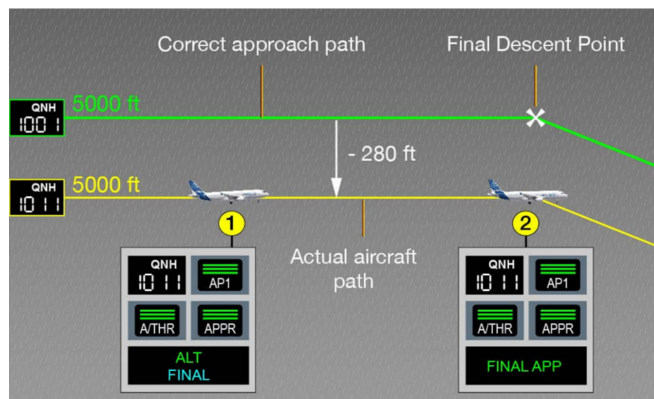 Correct approach path
Final Descent Point
QNH
1001
5000 ft
- 280 ft
QNH
1011
5000 ft
1
2
Actual aircraft
path
QNH
1011
AP1
A/THR
APPR
ALT
FINAL
QNH
1011
AP1
A/THR
APPR
FINAL APP